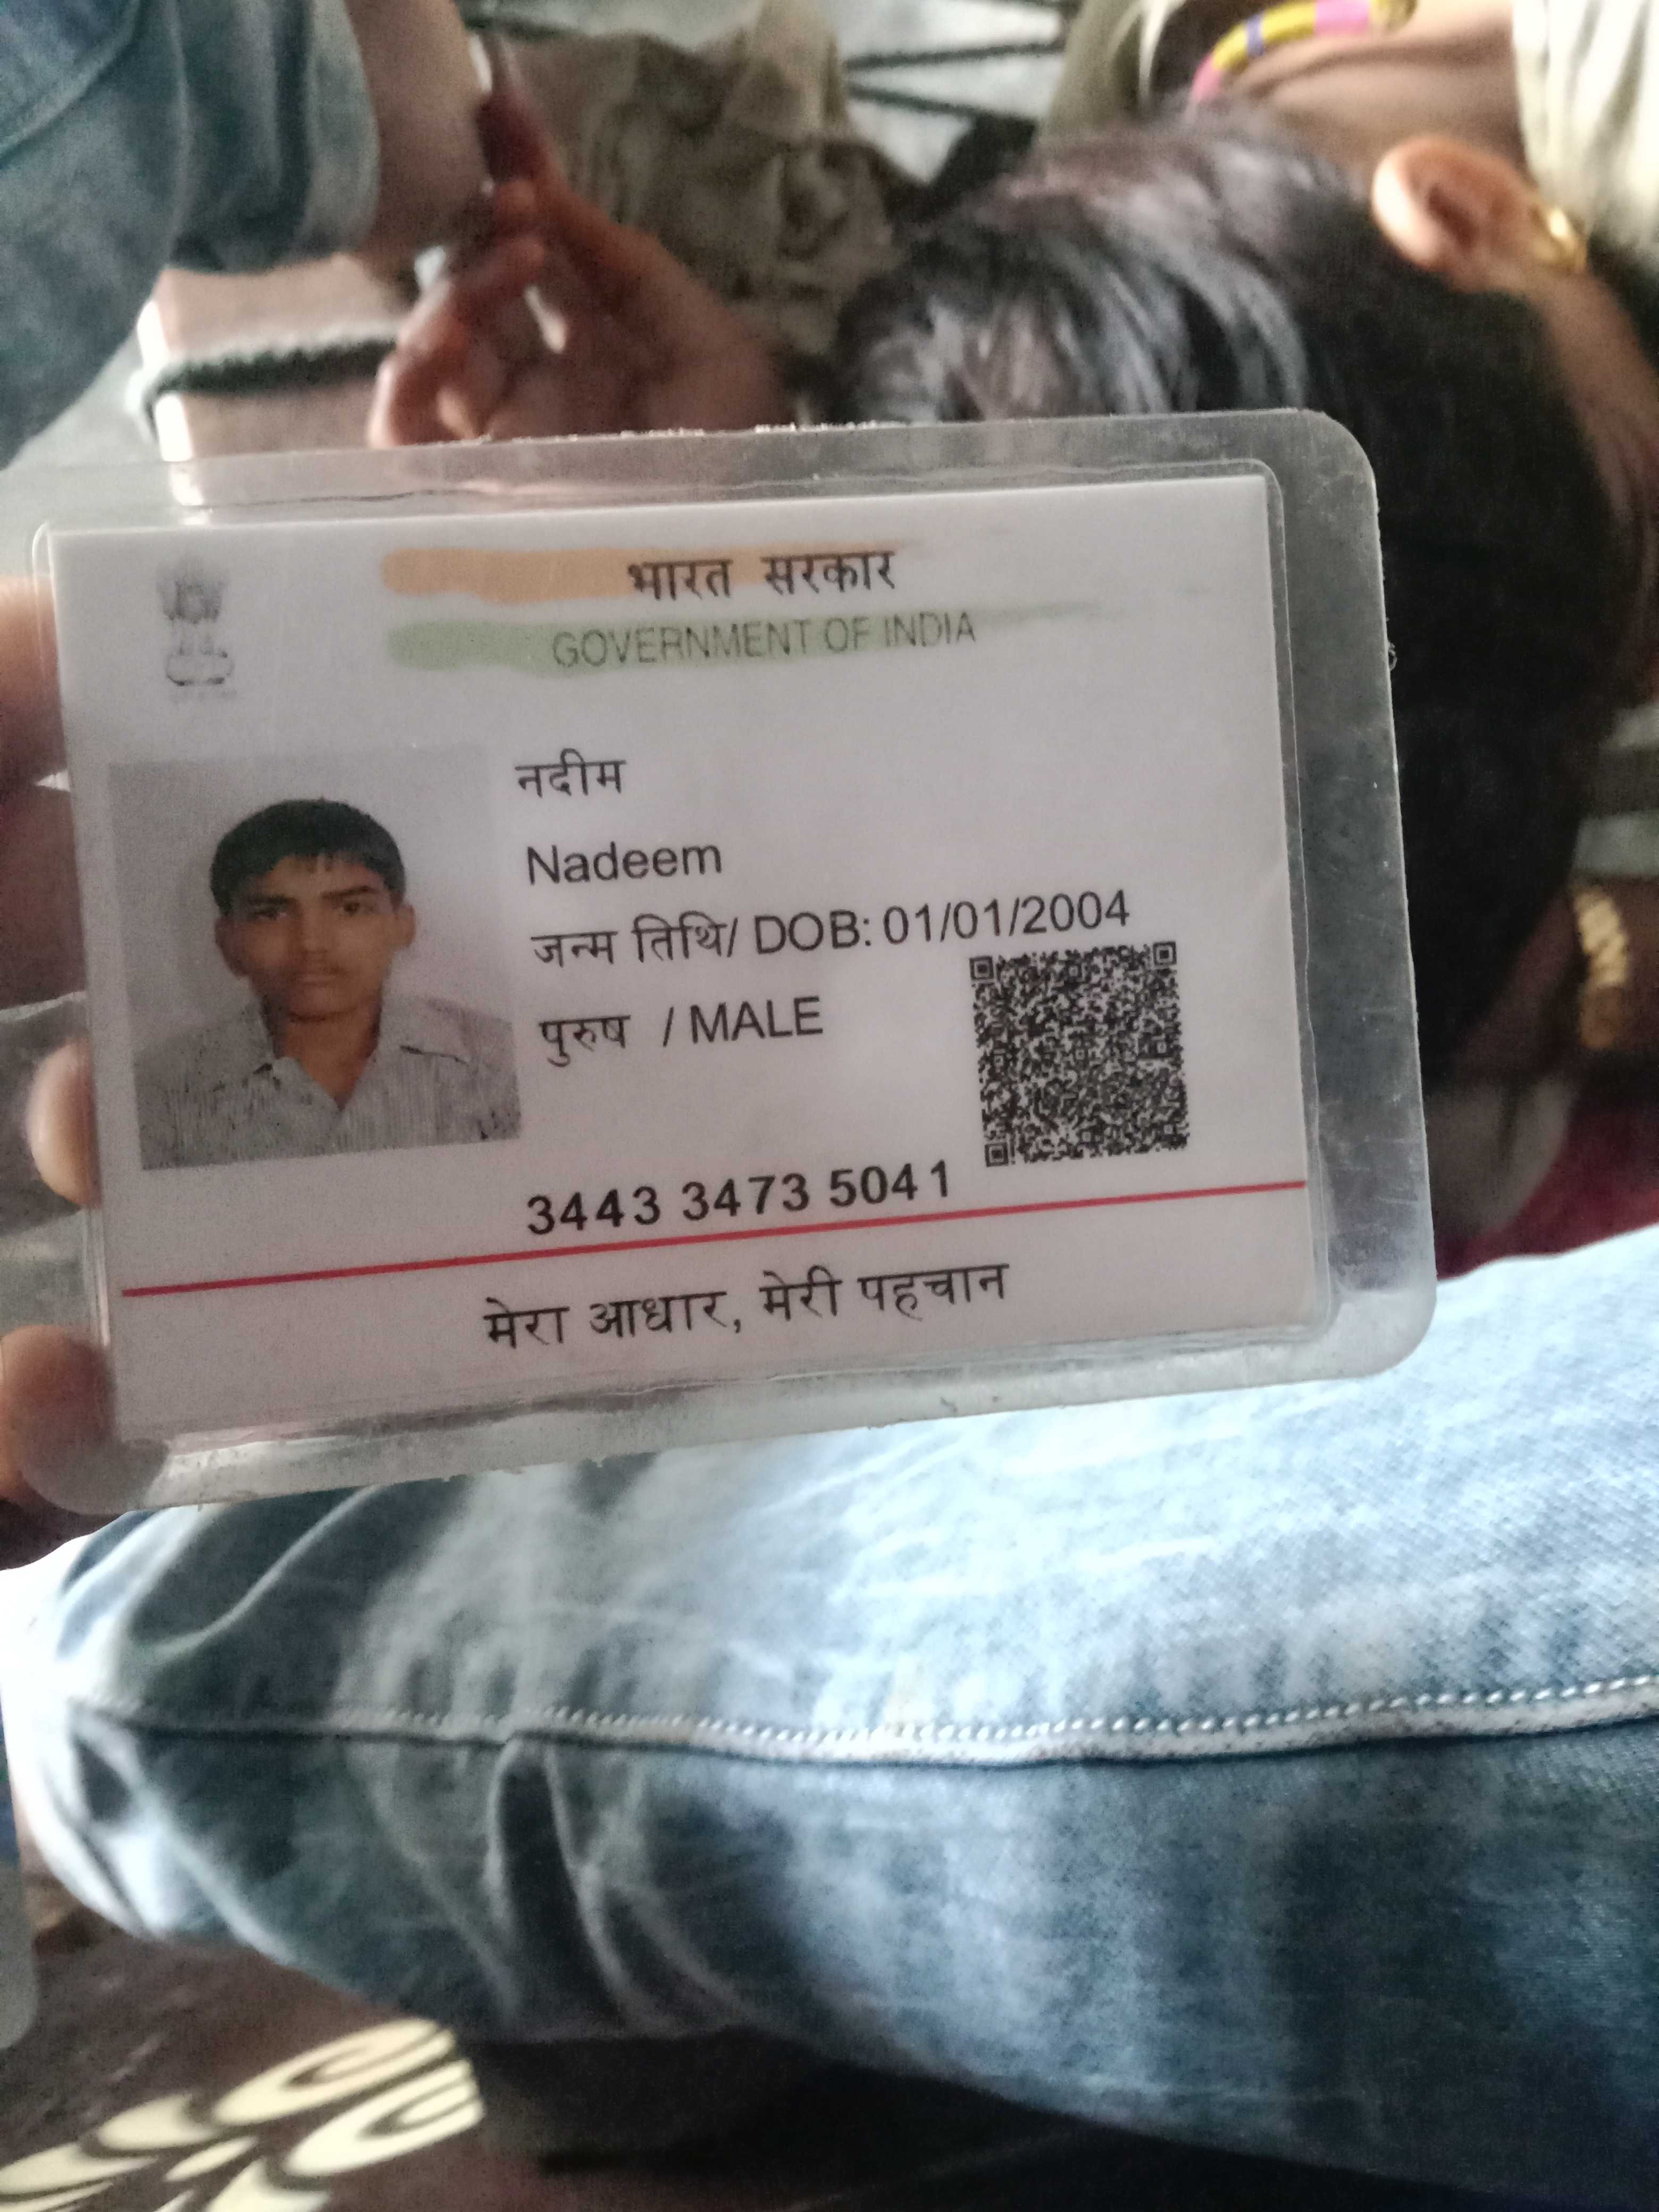 भारत सरकार
GOVERNMENT OF INDIA
नदीम
Nadeem
जन्म तिथि/ DOB: 01/01/2004
पुरुष / MALE
3443 3473 5041
मेरा आधार, मेरी पहचान